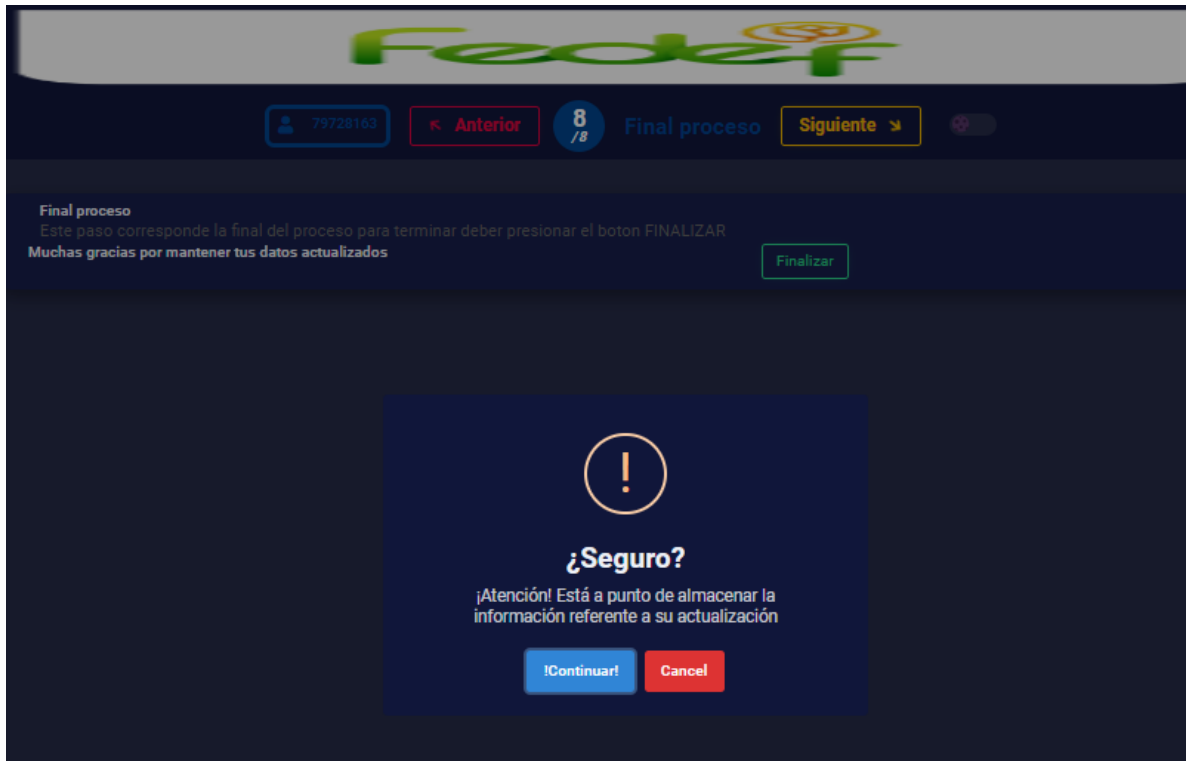 Fedef
79728163
Anterior
8
/8
Final proceso
Siguiente
Final proceso
Este paso corresponde la final del proceso para terminar deber presionar el boton FINALIZAR
Muchas gracias por mantener tus datos actualizados
Finalizar
!
¿Seguro?
¡Atención! Está a punto de almacenar la
información referente a su actualización
!Continuar!
Cancel